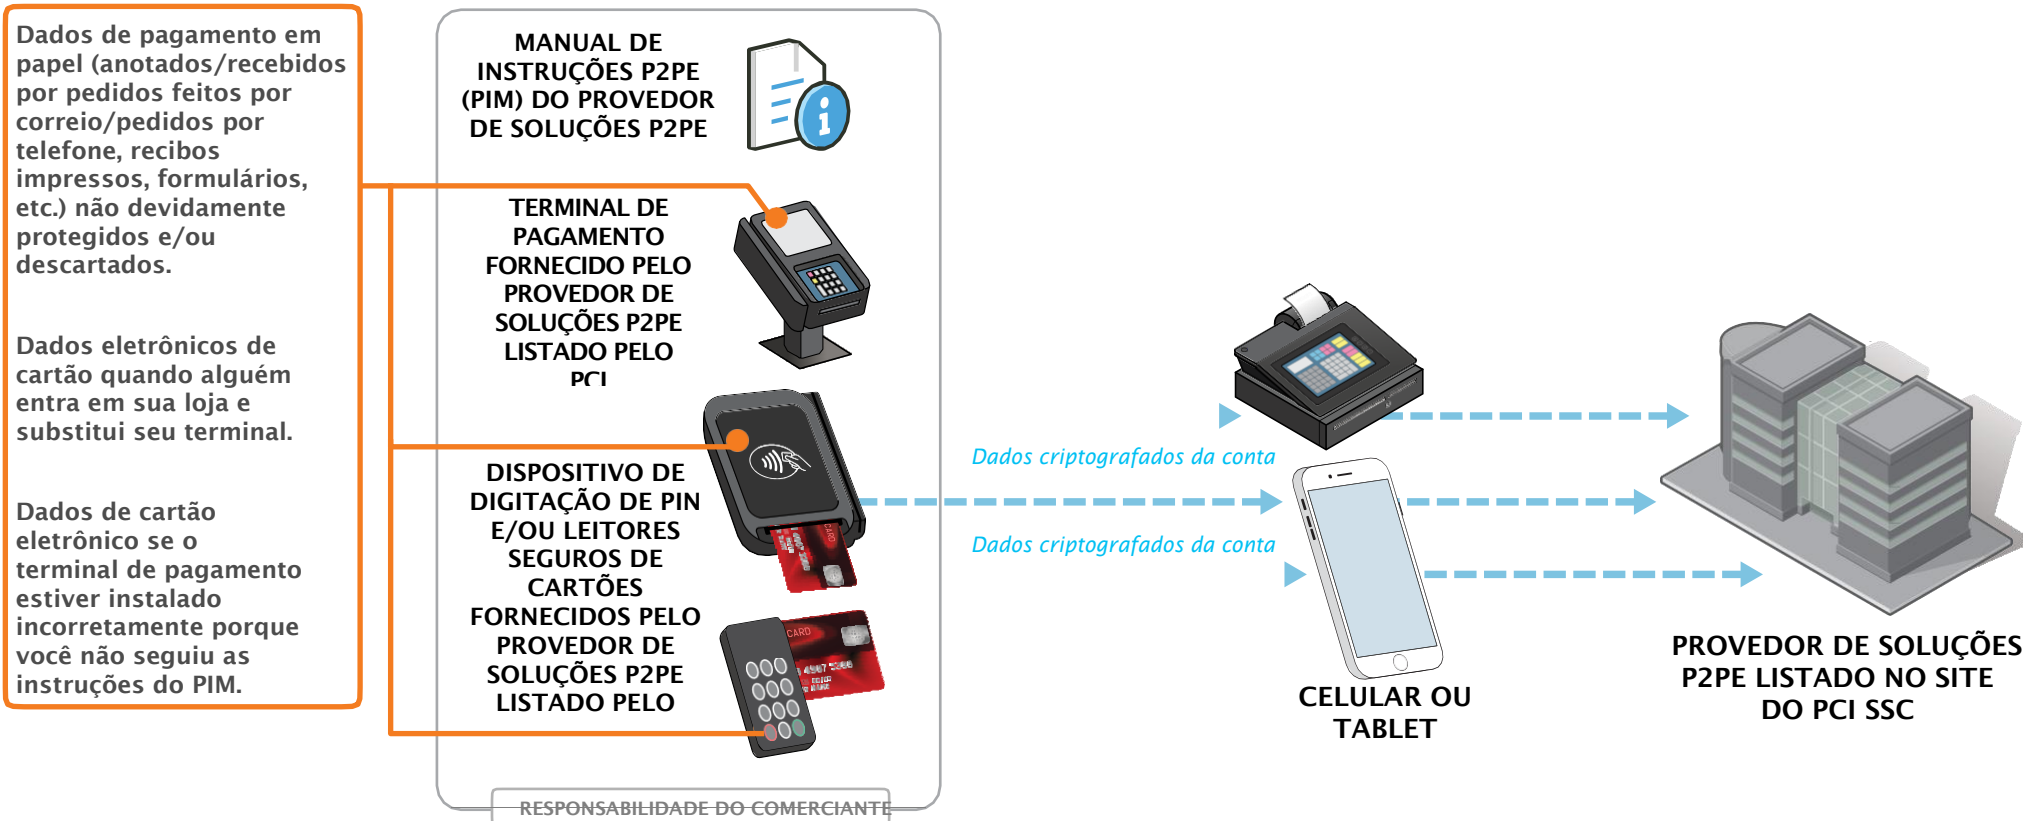 Dados de pagamento em
papel (anotados/recebidos
por pedidos feitos por
correio/pedidos por
telefone, recibos
impressos, formulários,
etc.) não devidamente
protegidos e/ou
descartados.
Dados eletrônicos de
cartão quando alguém
entra em sua loja e
substitui seu terminal.
Dados de cartão
eletrônico se o
terminal de pagamento
estiver instalado
incorretamente porque
você não seguiu as
instruções do PIM.
MANUAL DE
INSTRUÇÕES P2PE
(PIM) DO PROVEDOR
DE SOLUÇÕES P2PE
TERMINAL DE
PAGAMENTO
FORNECIDO PELO
PROVEDOR DE
SOLUÇÕES P2PE
LISTADO PELO
PCI
DISPOSITIVO DE
DIGITAÇÃO DE PIN
E/OU LEITORES
SEGUROS DE
CARTÕES
FORNECIDOS PELO
PROVEDOR DE
SOLUÇÕES P2PE
LISTADO PELO
CARD
RESPONSABILIDADE DO COMERCIANTE
Dados criptografados da conta
Dados criptografados da conta
CELULAR OU
TABLET
PROVEDOR DE SOLUÇÕES
P2PE LISTADO NO SITE
DO PCI SSC